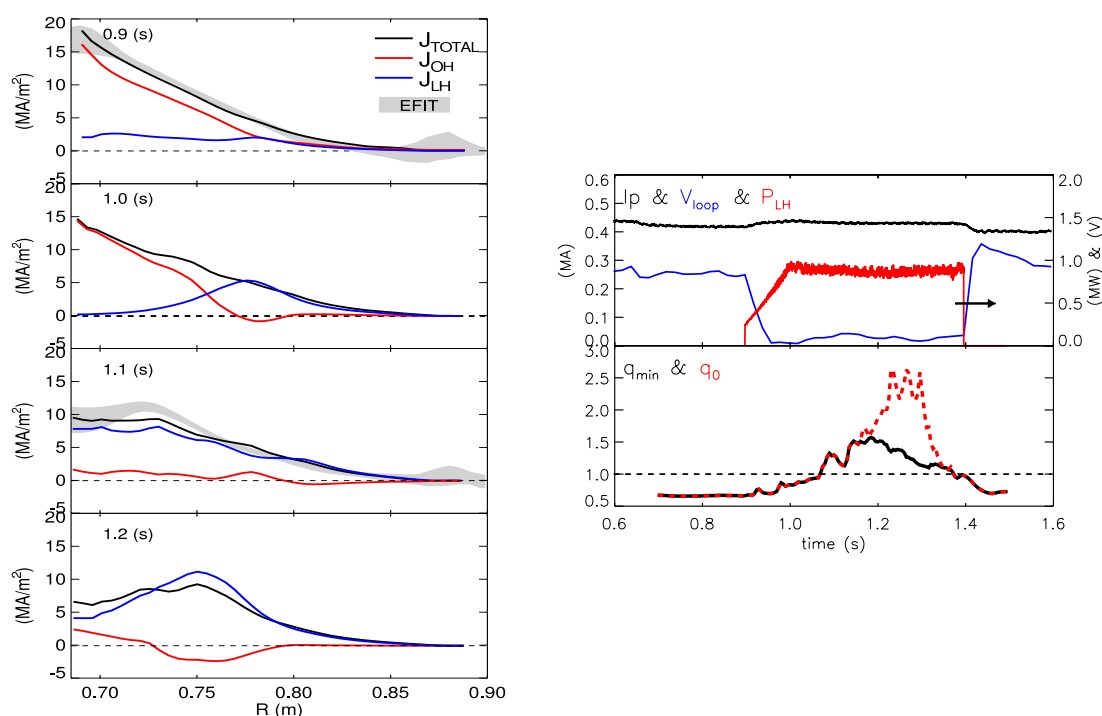 20
15
10
5
0
-5
(MA/m²)
0.9 (s)
J_TOTAL
J_OH
J_LH
EFIT
20
15
10
5
0
-5
(MA/m²)
1.0 (s)
20
15
10
5
0
-5
(MA/m²)
1.1 (s)
20
15
10
5
0
-5
(MA/m²)
1.2 (s)
0.70 0.75 0.80 0.85 0.90
R (m)
0.6
0.5
0.4
0.3
0.2
0.1
0.0
(MA)
Ip & V_loop & P_LH
2.0
1.5
1.0
0.5
0.0
(MW) & (V)
3.0
2.5
2.0
1.5
1.0
0.5
q_min & q_0
0.6 0.8 1.0 1.2 1.4 1.6
time (s)